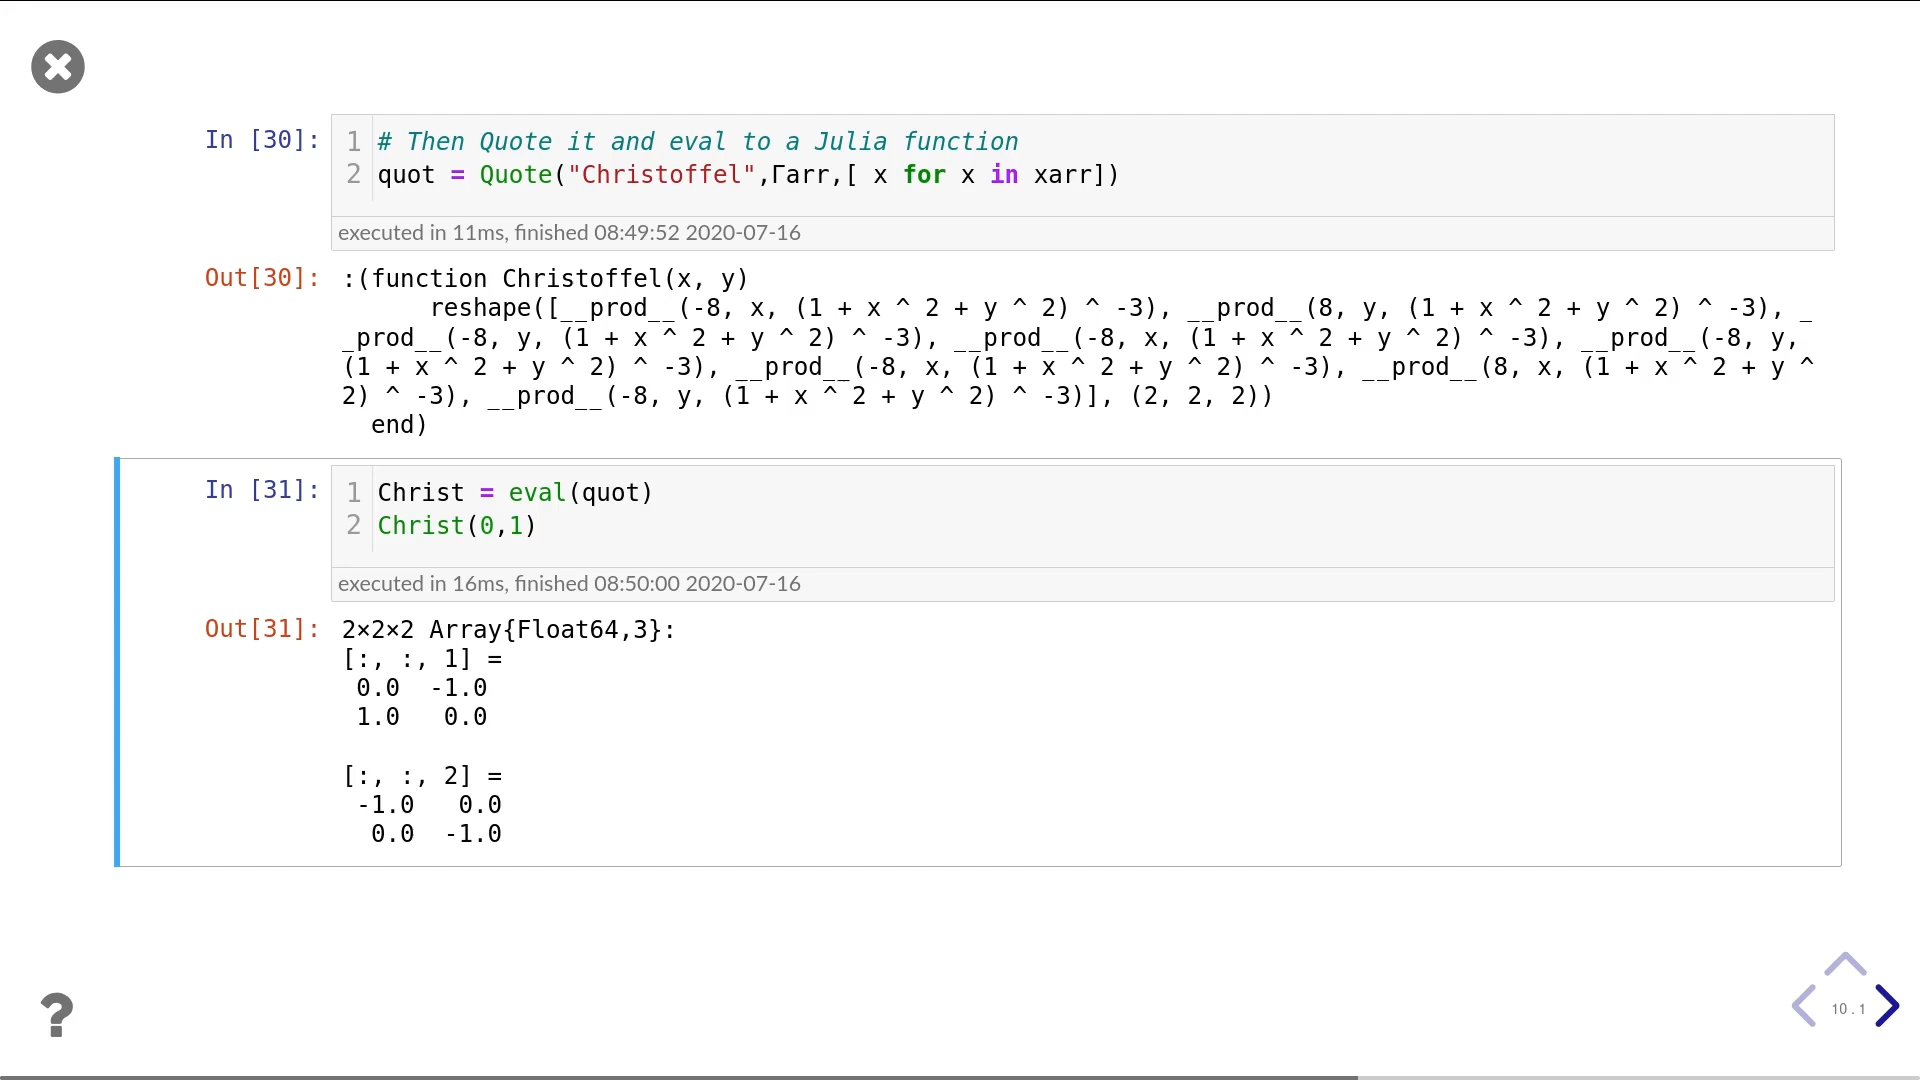 In [30]:
1 # Then Quote it and eval to a Julia function
2 quot = Quote("Christoffel",Γarr,[ x for x in xarr])
executed in 11ms, finished 08:49:52 2020-07-16
Out[30]: :(function Christoffel(x, y)
reshape([__prod__(-8, x, (1 + x ^ 2 + y ^ 2) ^ -3), __prod__(8, y, (1 + x ^ 2 + y ^ 2) ^ -3), _
_prod__(-8, y, (1 + x ^ 2 + y ^ 2) ^ -3), __prod__(-8, x, (1 + x ^ 2 + y ^ 2) ^ -3), __prod__(-8, y,
(1 + x ^ 2 + y ^ 2) ^ -3), __prod__(-8, x, (1 + x ^ 2 + y ^ 2) ^ -3), __prod__(8, x, (1 + x ^ 2 + y ^
2) ^ -3), __prod__(-8, y, (1 + x ^ 2 + y ^ 2) ^ -3)], (2, 2, 2))
end)
In [31]:
1 Christ = eval(quot)
2 Christ(0,1)
executed in 16ms, finished 08:50:00 2020-07-16
Out[31]: 2×2×2 Array{Float64,3}:
[:, :, 1] =
0.0 -1.0
1.0 0.0
[:, :, 2] =
-1.0 0.0
0.0 -1.0
?
10 . 1